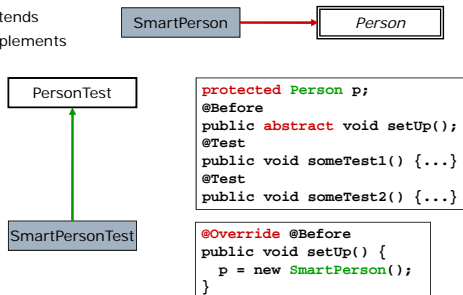 tends
plements
SmartPerson
Person
PersonTest
protected Person p;
@Before
public abstract void setUp();
@Test
public void someTest1() {...}
@Test
public void someTest2() {...}
SmartPersonTest
@Override @Before
public void setUp() {
p = new SmartPerson();
}